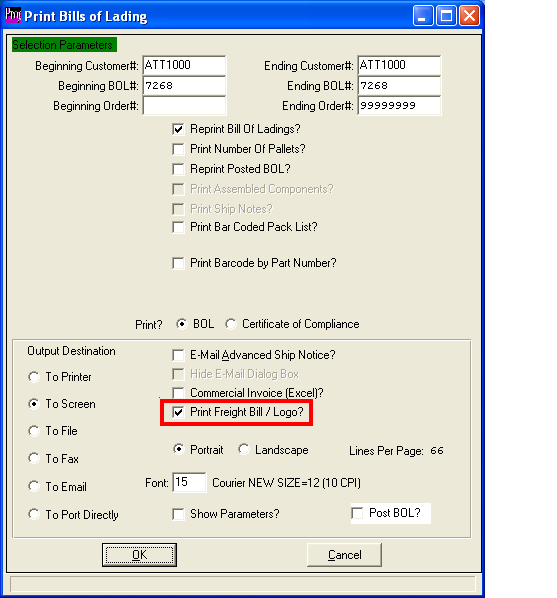 Print Bills of Lading
Selection Parameters:
Beginning Customer#: ATT1000 Ending Customer#: ATT1000
Beginning BOL#: 7268 Ending BOL#: 7268
Beginning Order#: Ending Order#: 99999999
Reprint Bill Of Ladings?
Print Number Of Pallets?
Reprint Posted BOL?
Print Assembled Components?
Print Ship Notes?
Print Bar Coded Pack List?
Print Barcode by Part Number?
Print? BOL Certificate of Compliance
Output Destination
To Printer
To Screen
To File
To Fax
To Email
To Port Directly
E-Mail Advanced Ship Notice?
Hide E-Mail Dialog Box
Commercial Invoice (Excel)?
Print Freight Bill / Logo?
Portrait Landscape Lines Per Page: 66
Font: 15 Courier NEW SIZE=12 (10 CPI)
Show Parameters? Post BOL?
OK Cancel